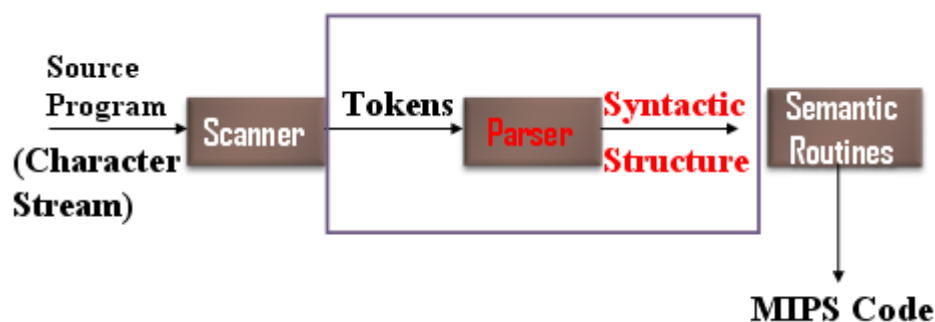 Source
Program
(Character
Stream)
Scanner
Tokens
Parser
Syntactic
Structure
Semantic
Routines
MIPS Code